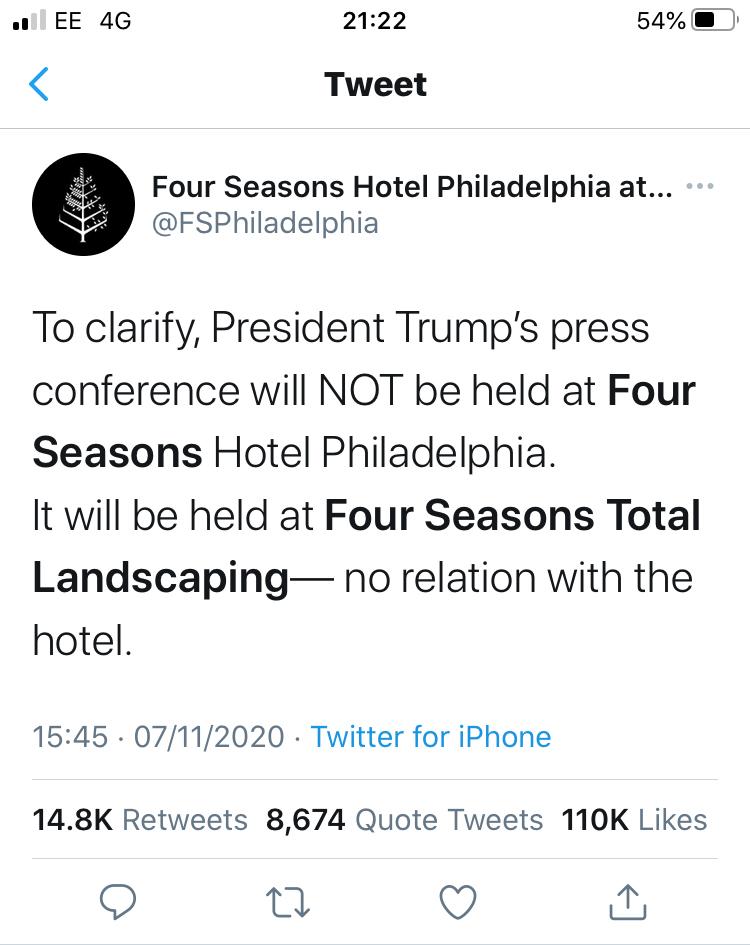 EE 4G 21:22 54%
Tweet
Four Seasons Hotel Philadelphia at...
@FSPhiladelphia
To clarify, President Trump’s press
conference will NOT be held at Four
Seasons Hotel Philadelphia.
It will be held at Four Seasons Total
Landscaping— no relation with the
hotel.
15:45 · 07/11/2020 · Twitter for iPhone
14.8K Retweets 8,674 Quote Tweets 110K Likes